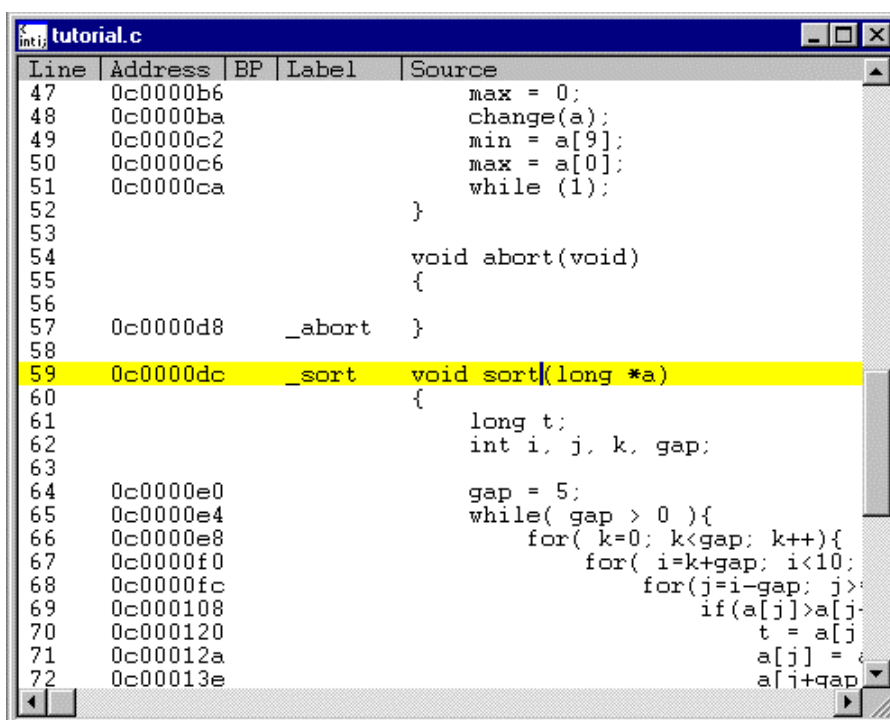 tutorial.c
Line Address BP Label Source
47 0c0000b6 max = 0;
48 0c0000ba change(a);
49 0c0000c2 min = a[9];
50 0c0000c6 max = a[0];
51 0c0000ca while (1);
52 }
53
54 void abort(void)
55 {
56
57 0c0000d8 _abort }
58
59 0c0000dc _sort void sort(long *a)
60 {
61 long t;
62 int i, j, k, gap;
63
64 0c0000e0 gap = 5;
65 0c0000e4 while( gap > 0 ){
66 0c0000e8 for( k=0; k<gap; k++){
67 0c0000f0 for( i=k+gap; i<10;
68 0c0000fc for(j=i-gap; j>=
69 0c000108 if(a[j]>a[j
70 0c000120 t = a[j
71 0c00012a a[j] =
72 0c00013e a[j+gap